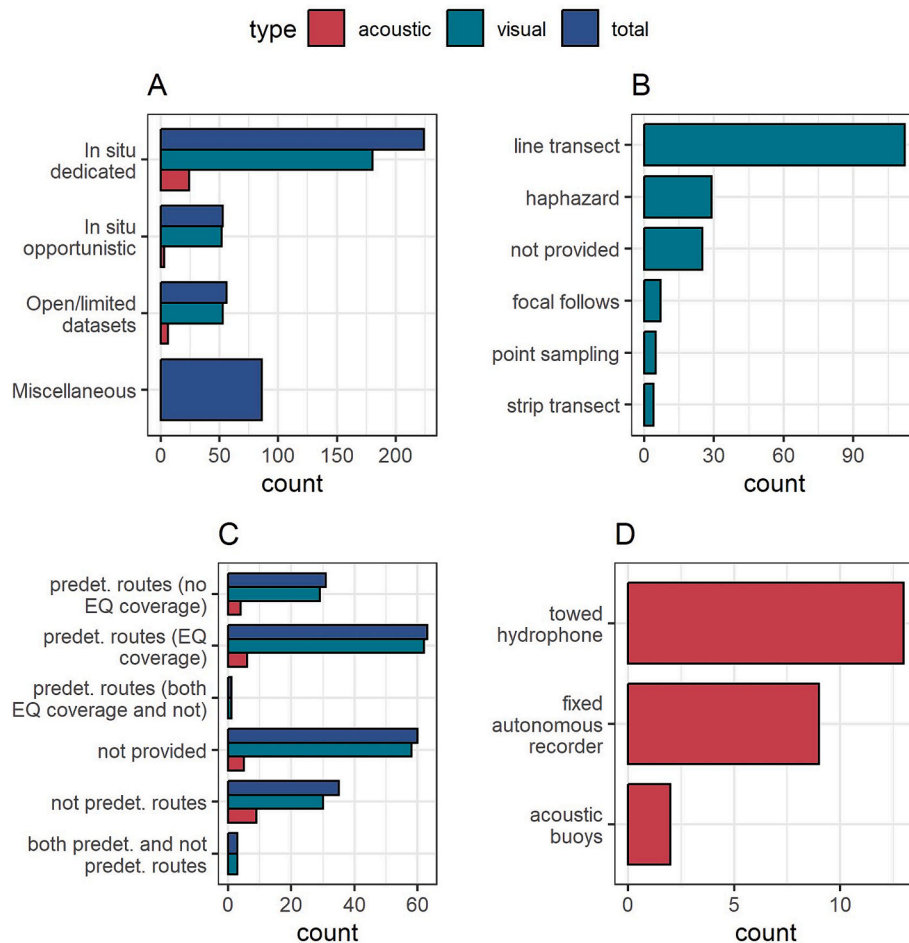 type acoustic visual total
A
In situ
dedicated
In situ
opportunistic
Open/limited
datasets
Miscellaneous
0 50 100 150 200
count
B
line transect
haphazard
not provided
focal follows
point sampling
strip transect
0 30 60 90
count
C
predet. routes (no
EQ coverage)
predet. routes (EQ
coverage)
predet. routes (both
EQ coverage and not)
not provided
not predet. routes
both predet. and not
predet. routes
0 20 40 60
count
D
towed
hydrophone
fixed
autonomous
recorder
acoustic
buoys
0 5 10
count